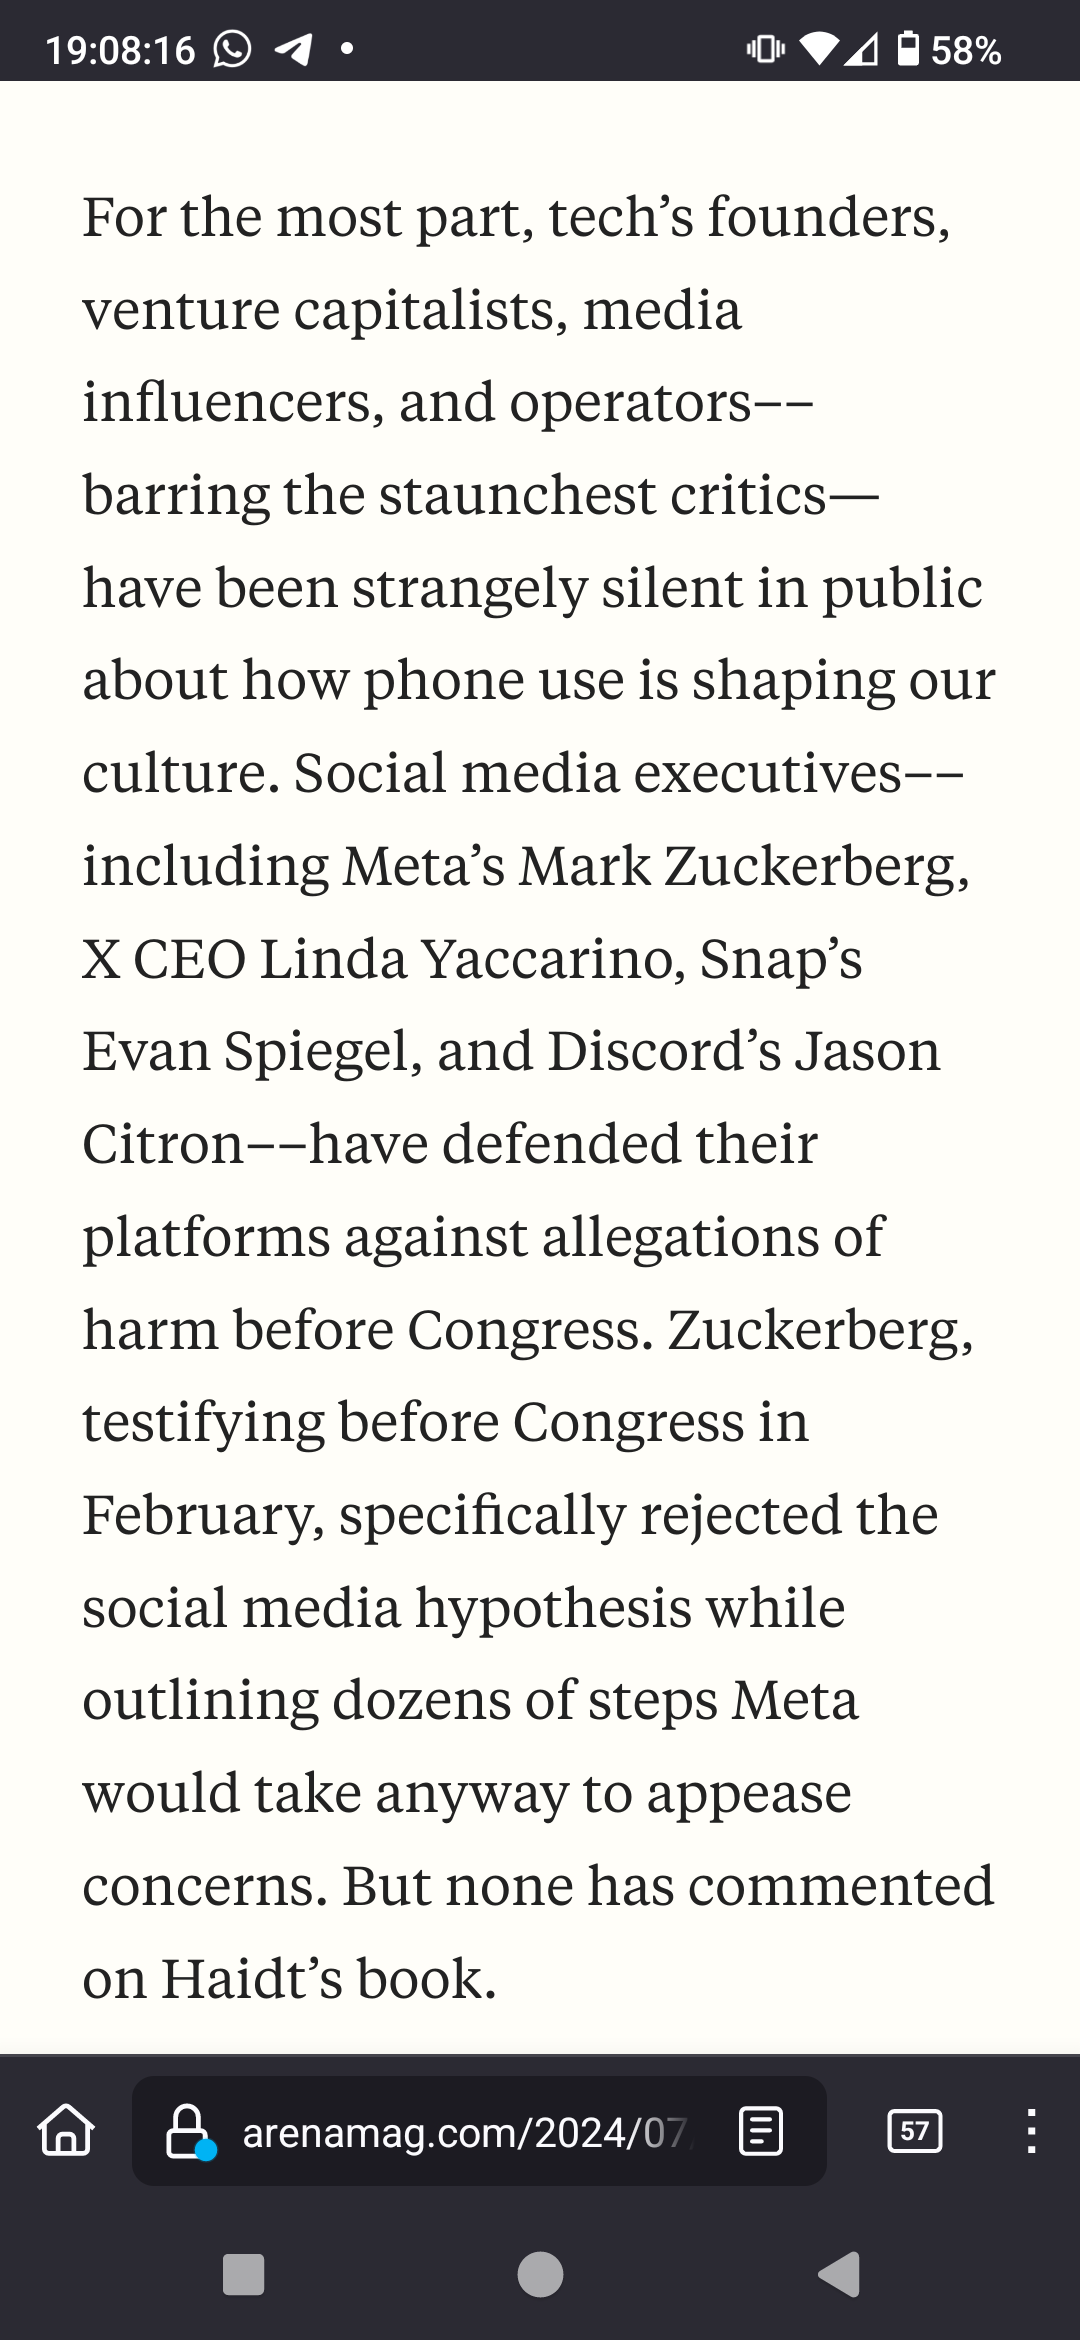 19:08:16
58%
For the most part, tech’s founders,
venture capitalists, media
influencers, and operators––
barring the staunchest critics—
have been strangely silent in public
about how phone use is shaping our
culture. Social media executives––
including Meta’s Mark Zuckerberg,
X CEO Linda Yaccarino, Snap’s
Evan Spiegel, and Discord’s Jason
Citron––have defended their
platforms against allegations of
harm before Congress. Zuckerberg,
testifying before Congress in
February, specifically rejected the
social media hypothesis while
outlining dozens of steps Meta
would take anyway to appease
concerns. But none has commented
on Haidt’s book.
arenamag.com/2024/07/
57